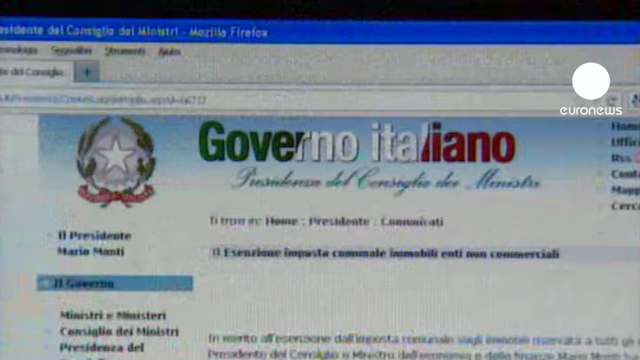 Presidente del Consiglio dei Ministri - Mozilla Firefox
Segnalibri Strumenti Aiuto
euronews
Governo italiano
Presidenza del Consiglio dei Ministri
Home
Rss
Ti trovi in: Home : Presidente : Comunicati
Il Presidente
Mario Monti
Esenzione imposta comunale immobili enti non commerciali
Il Governo
Ministri e Ministeri
Consiglio dei Ministri
Presidenza del
In merito all'esenzione dall'imposta comunale sugli immobili riservata a tutti gli
Presidente del Consiglio e Ministro dell'economia e delle finanze Mario Monti